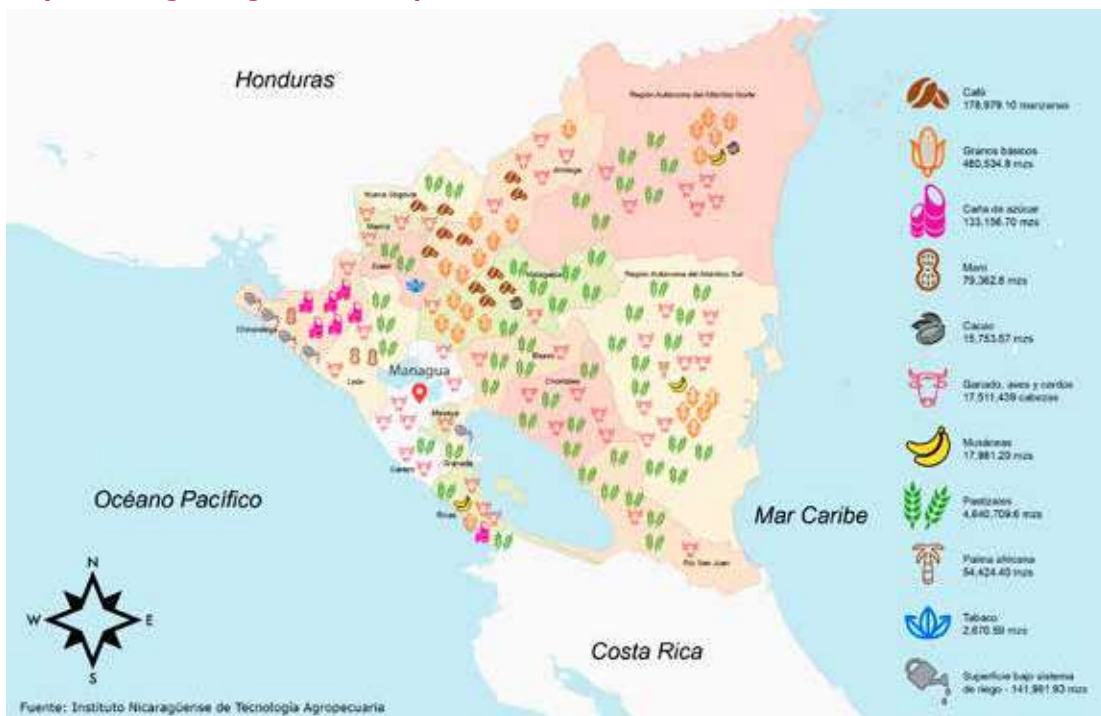 Honduras
Región Autónoma del Atlántico Norte
Jinotega
Nueva Segovia
Madriz
Estelí
Matagalpa
Región Autónoma del Atlántico Sur
Chinandega
León
Managua
Boaco
Chontales
Masaya
Granada
Carazo
Rivas
Río San Juan
Océano Pacífico
Mar Caribe
Costa Rica
N
W
E
S
Café
178,979.10 manzanas
Granos básicos
480,534.8 mzs
Caña de azúcar
133,156.70 mzs
Maní
79,362.8 mzs
Cacao
15,753.57 mzs
Ganado, aves y cerdos
17,511,439 cabezas
Musáceas
17,981.20 mzs
Pastizales
4,640,709.6 mzs
Palma africana
54,424.40 mzs
Tabaco
2,670.59 mzs
Superficie bajo sistema
de riego - 141,981.93 mzs
Fuente: Instituto Nicaragüense de Tecnología Agropecuaria